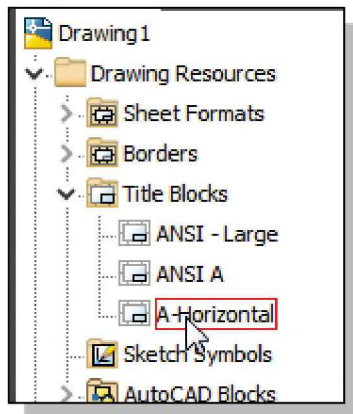 Drawing1
Drawing Resources
Sheet Formats
Borders
Title Blocks
ANSI - Large
ANSI A
A-Horizontal
Sketch Symbols
AutoCAD Blocks